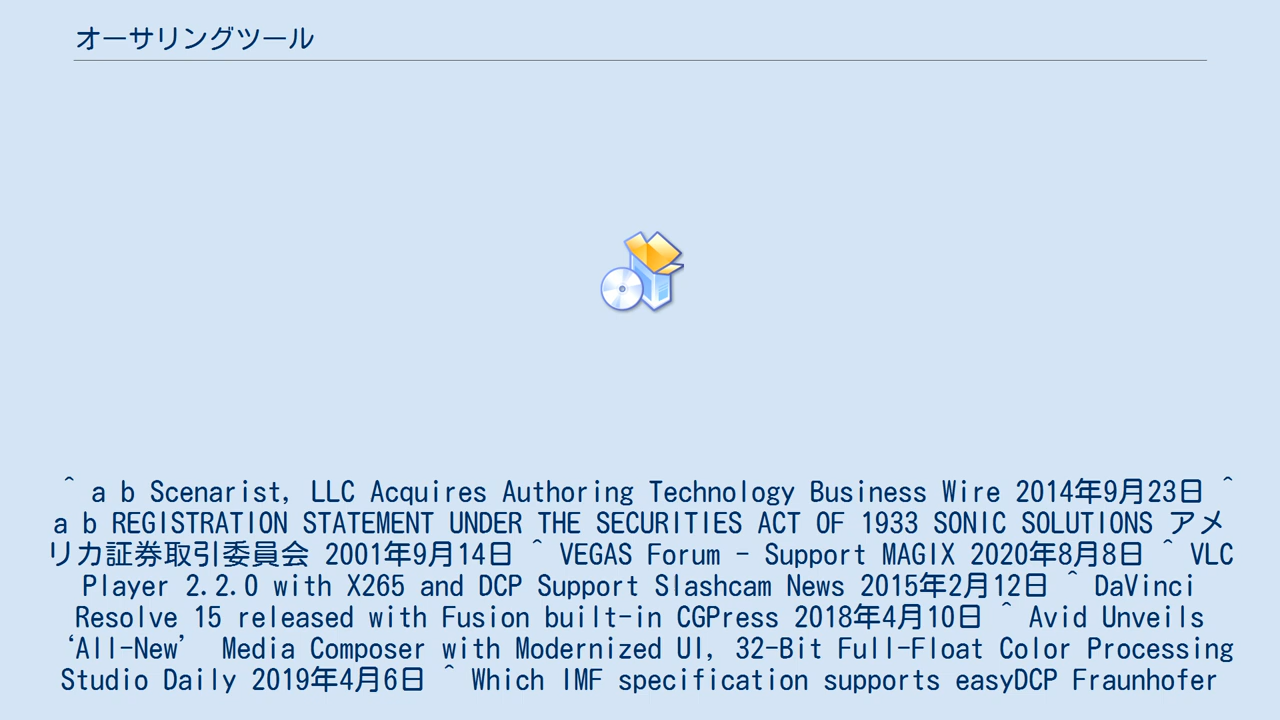 オーサリングツール
^ a b Scenarist, LLC Acquires Authoring Technology Business Wire 2014年9月23日 ^
a b REGISTRATION STATEMENT UNDER THE SECURITIES ACT OF 1933 SONIC SOLUTIONS アメ
リカ証券取引委員会 2001年9月14日 ^ VEGAS Forum - Support MAGIX 2020年8月8日 ^ VLC
Player 2.2.0 with X265 and DCP Support Slashcam News 2015年2月12日 ^ DaVinci
Resolve 15 released with Fusion built-in CGPress 2018年4月10日 ^ Avid Unveils
‘All-New’ Media Composer with Modernized UI, 32-Bit Full-Float Color Processing
Studio Daily 2019年4月6日 ^ Which IMF specification supports easyDCP Fraunhofer